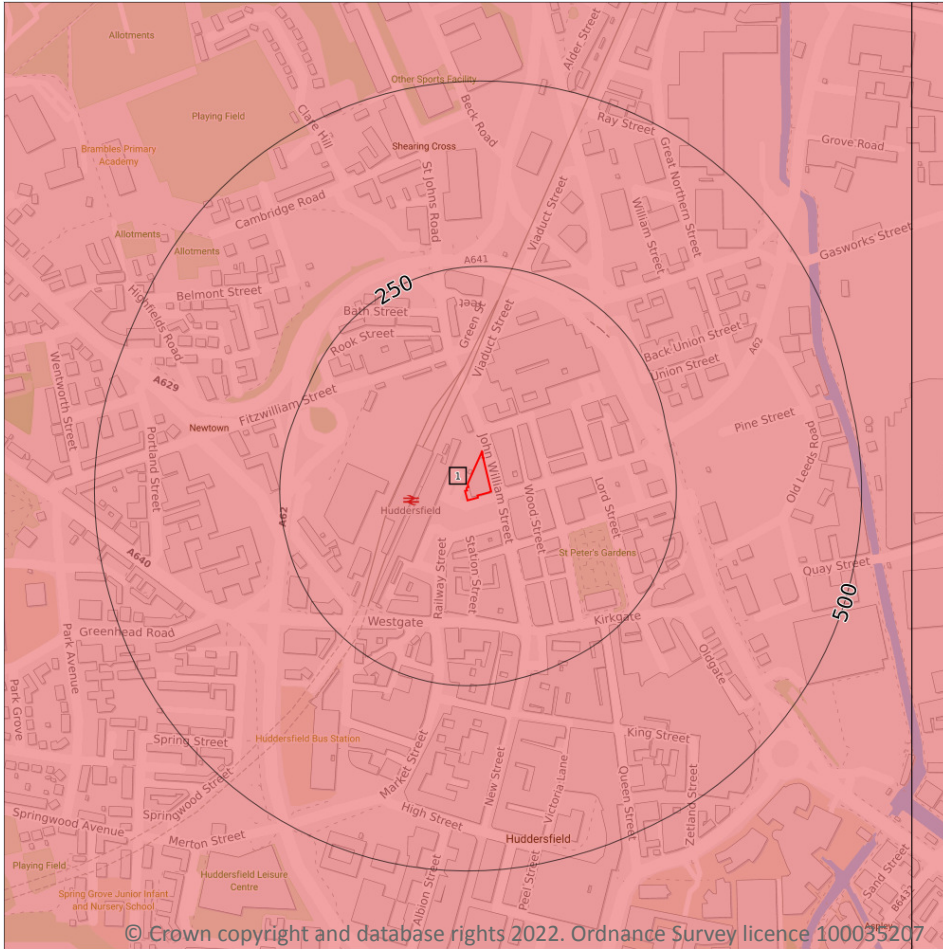 Allotments
Alder Street
Other Sports Facility
Playing Field
Clare Hill
Beck Road
Ray Street
Grove Road
Shearing Cross
Brambles Primary
Academy
St Johns Road
Great Northern Street
Viaduct Street
William Street
Cambridge Road
Allotments
Allotments
Gasworks Street
A641
250
Belmont Street
Highfields Road
Bath Street
Green St
reet
Rook Street
Viaduct Street
Back Union Street
A62
Union Street
Wentworth Street
A629
Fitzwilliam Street
Newtown
Pine Street
Portland Street
John William Street
Old Leeds Road
1
Wood Street
Lord Street
Huddersfield
A62
St Peter's Gardens
A640
Railway Street
Station Street
Quay Street
500
Westgate
Kirkgate
Greenhead Road
Park Avenue
Oldgate
Park Grove
Spring Street
Huddersfield Bus Station
King Street
Market Street
New Street
Victoria Lane
Queen Street
Zetland Street
Springwood Street
Springwood Avenue
High Street
Merton Street
Huddersfield
Playing Field
Huddersfield Leisure
Centre
Albion Street
Peel Street
Sand Street
B6432
Spring Grove Junior Infant
and Nursery School
Aspley
© Crown copyright and database rights 2022. Ordnance Survey licence 100035207.